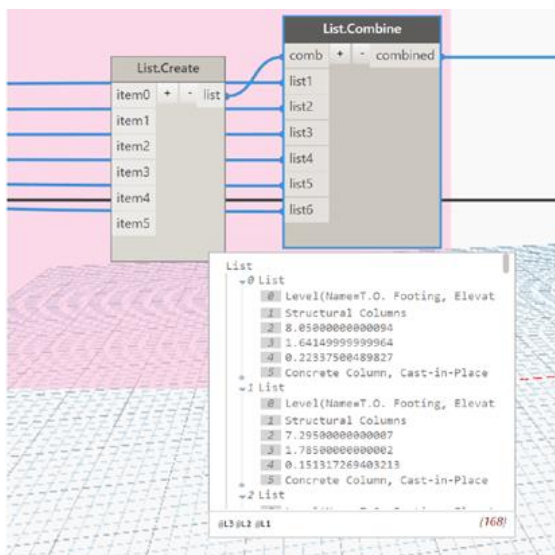 List.Combine
comb + - combined
list1
list2
list3
list4
list5
list6
List.Create
item0 + - list
item1
item2
item3
item4
item5
List
0 List
0 Level(Name=T.O. Footing, Elevat
1 Structural Columns
2 8.05000000000094
3 1.64149999999964
4 0.22337500489827
5 Concrete Column, Cast-in-Place
1 List
0 Level(Name=T.O. Footing, Elevat
1 Structural Columns
2 7.29500000000007
3 1.78500000000002
4 0.151317269403213
5 Concrete Column, Cast-in-Place
2 List
@L3 @L2 @L1 (168)